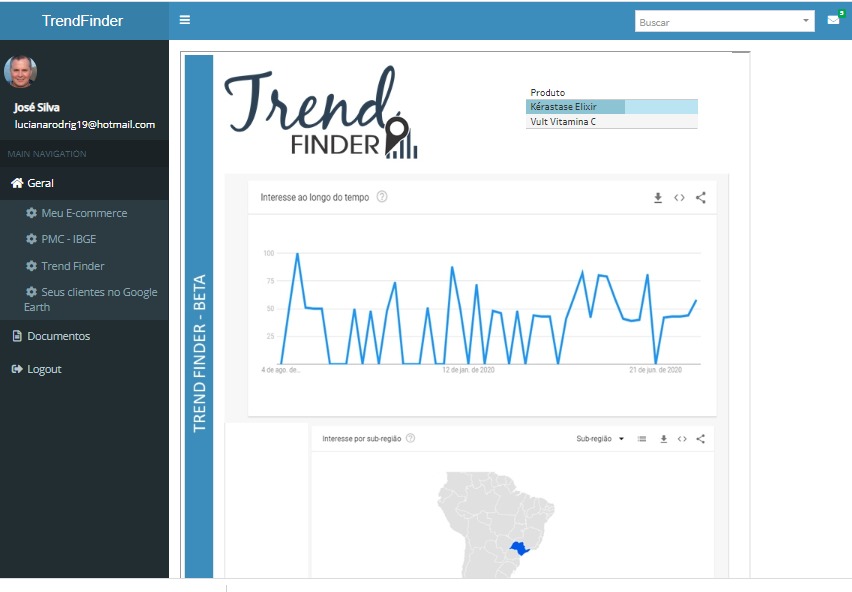 TrendFinder
Buscar
9
José Silva
lucianarodrig19@hotmail.com
MAIN NAVIGATION
Geral
Meu E-commerce
PMC - IBGE
Trend Finder
Seus clientes no Google
Earth
Documentos
Logout
TREND FINDER - BETA
Trend
FINDER
Produto
Kérastase Elixir
Vult Vitamina C
Interesse ao longo do tempo
100
75
50
25
4 de ago. de...
12 de jan. de 2020
21 de jun. de 2020
Interesse por sub-região
Sub-região